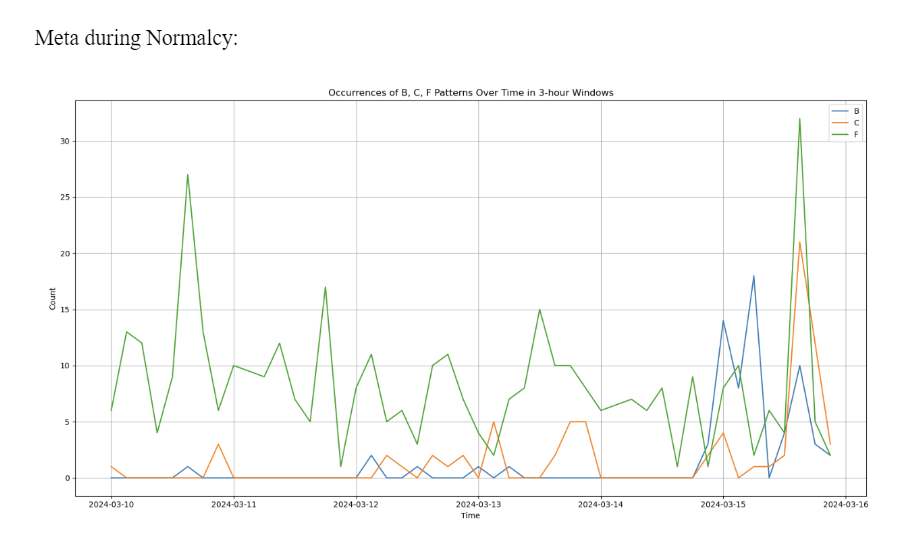 Meta during Normalcy:
Occurrences of B, C, F Patterns Over Time in 3-hour Windows
B
C
F
30
25
20
15
10
5
0
Count
2024-03-10 2024-03-11 2024-03-12 2024-03-13 2024-03-14 2024-03-15 2024-03-16
Time